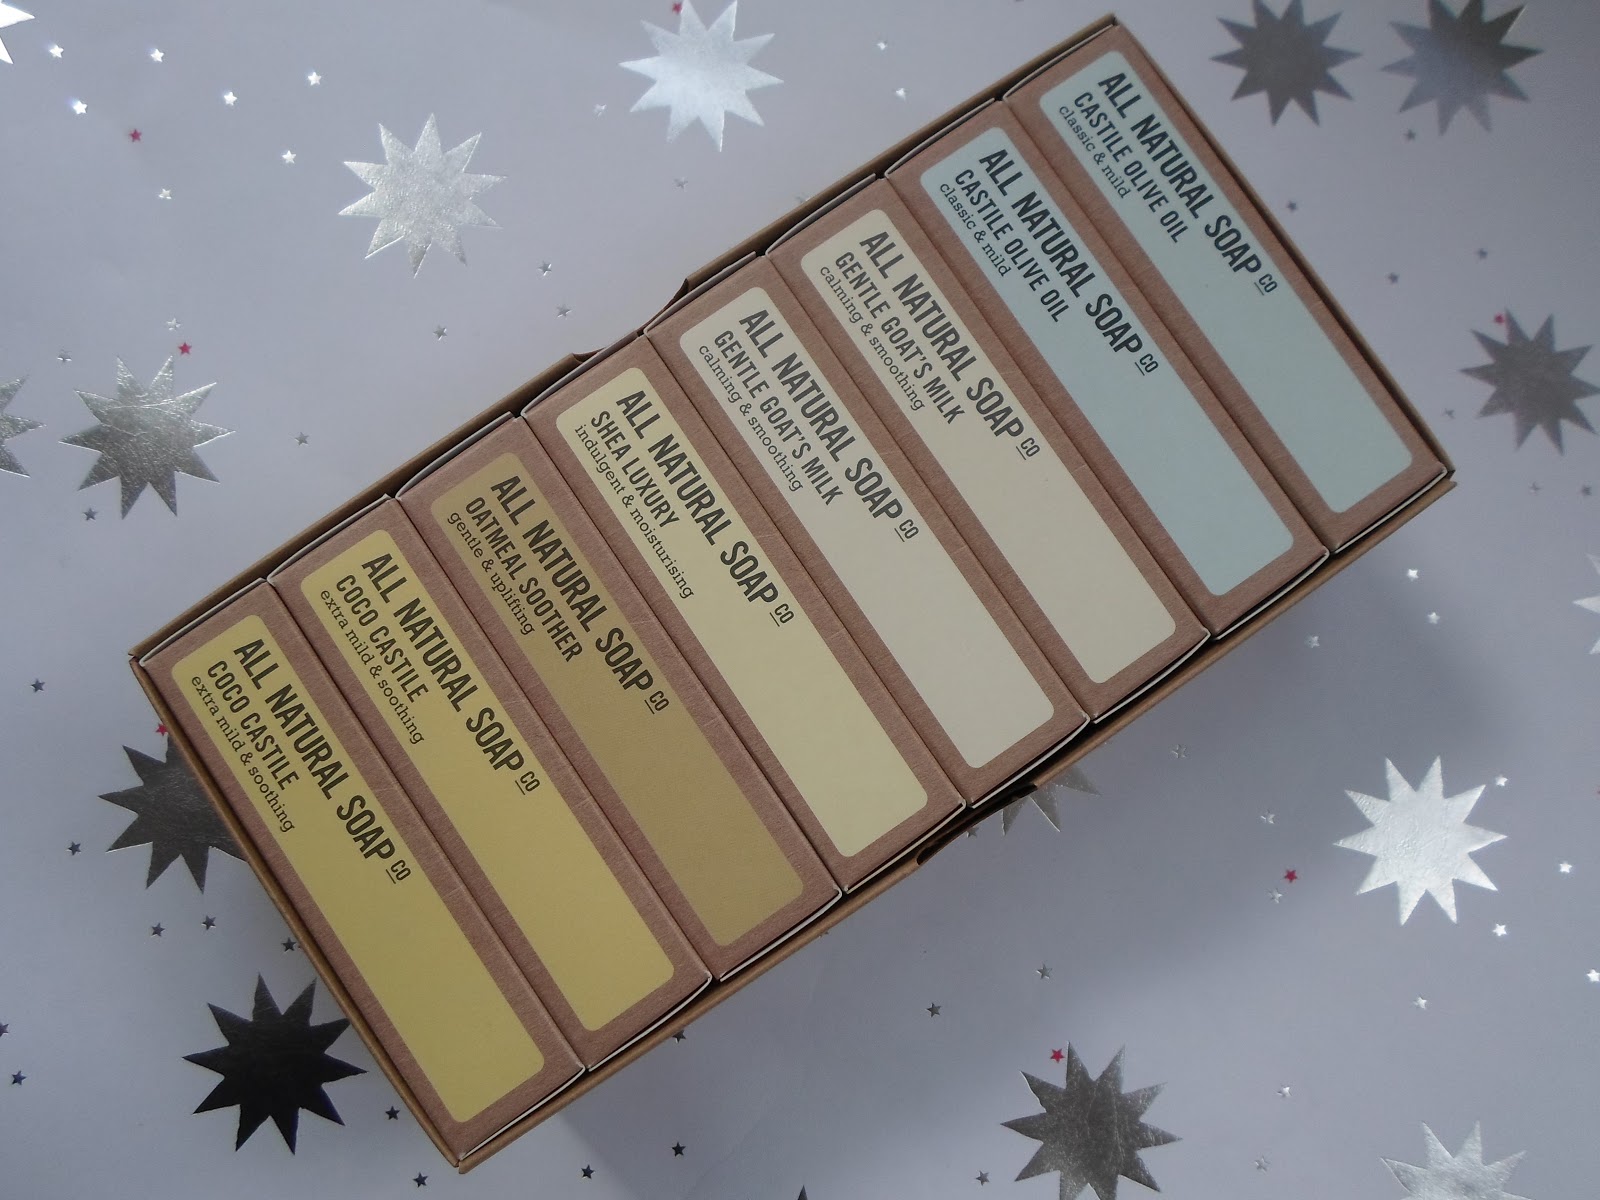 ALL NATURAL SOAP CO
COCO CASTILE
extra mild & soothing
ALL NATURAL SOAP CO
COCO CASTILE
extra mild & soothing
ALL NATURAL SOAP CO
OATMEAL SOOTHER
gentle & uplifting
ALL NATURAL SOAP CO
SHEA LUXURY
indulgent & moisturising
ALL NATURAL SOAP CO
GENTLE GOAT'S MILK
calming & smoothing
ALL NATURAL SOAP CO
GENTLE GOAT'S MILK
calming & smoothing
ALL NATURAL SOAP CO
CASTILE OLIVE OIL
classic & mild
ALL NATURAL SOAP CO
CASTILE OLIVE OIL
classic & mild